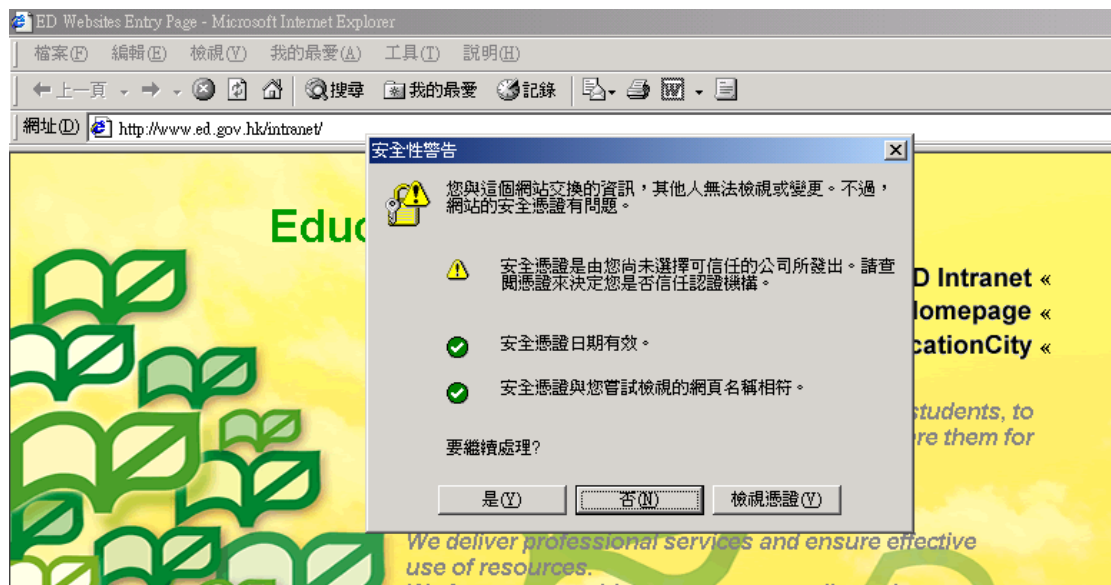 ED Websites Entry Page - Microsoft Internet Explorer
檔案(F) 編輯(E) 檢視(V) 我的最愛(A) 工具(T) 說明(H)
上一頁 搜尋 我的最愛 記錄
網址(D) http://www.ed.gov.hk/intranet/
安全性警告
您與這個網站交換的資訊，其他人無法檢視或變更。不過，
網站的安全憑證有問題。
Educ
安全憑證是由您尚未選擇可信任的公司所發出。請查
閱憑證來決定您是否信任認證機構。
D Intranet «
Homepage «
安全憑證日期有效。
cationCity «
安全憑證與您嘗試檢視的網頁名稱相符。
students, to
re them for
要繼續處理?
是(Y) 否(N) 檢視憑證(V)
We deliver professional services and ensure effective
use of resources.